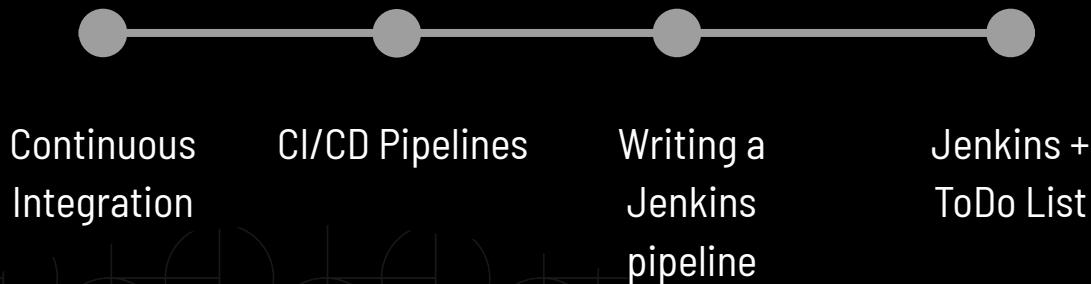 Continuous
Integration
CI/CD Pipelines
Writing a
Jenkins
pipeline
Jenkins +
ToDo List